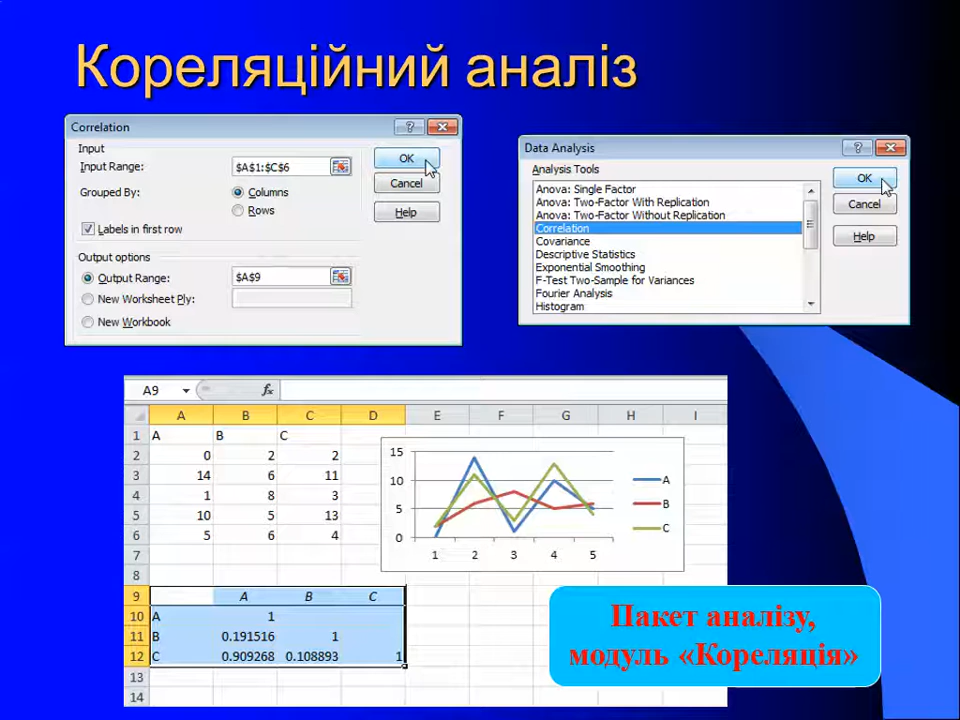 Кореляційний аналіз
Correlation
?
Input
Input Range:
$A$1:$C$6
Grouped By:
Columns
Rows
Labels in first row
Output options
Output Range:
$A$9
New Worksheet Ply:
New Workbook
OK
Cancel
Help
Data Analysis
?
Analysis Tools
Anova: Single Factor
Anova: Two-Factor With Replication
Anova: Two-Factor Without Replication
Correlation
Covariance
Descriptive Statistics
Exponential Smoothing
F-Test Two-Sample for Variances
Fourier Analysis
Histogram
OK
Cancel
Help
A9 fx
A B C D E F G H I
1 A B C
2 0 2 2
3 14 6 11
4 1 8 3
5 10 5 13
6 5 6 4
7
8
9 A B C
10 A 1
11 B 0.191516 1
12 C 0.909268 0.108893 1
13
14
15
10
5
0
1 2 3 4 5
A
B
C
Пакет аналізу,
модуль «Кореляція»